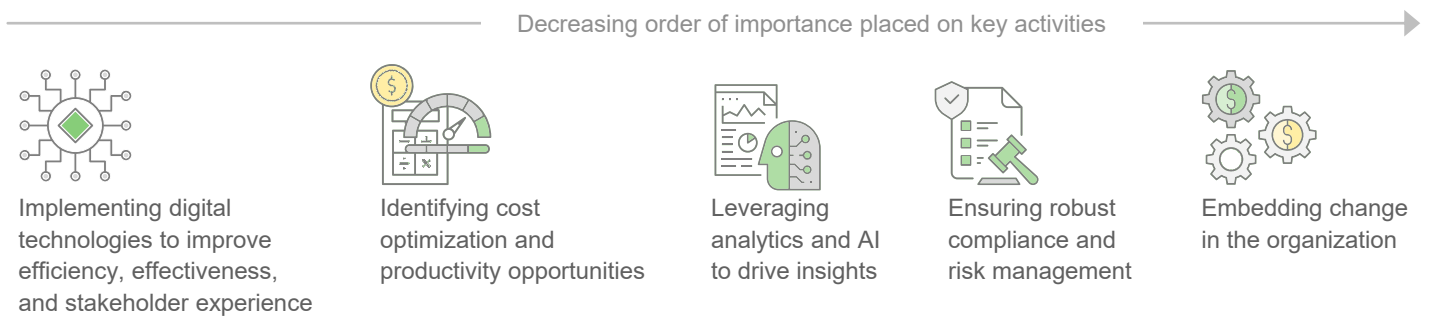 Decreasing order of importance placed on key activities
Implementing digital
technologies to improve
efficiency, effectiveness,
and stakeholder experience
Identifying cost
optimization and
productivity opportunities
Leveraging
analytics and AI
to drive insights
Ensuring robust
compliance and
risk management
Embedding change
in the organization